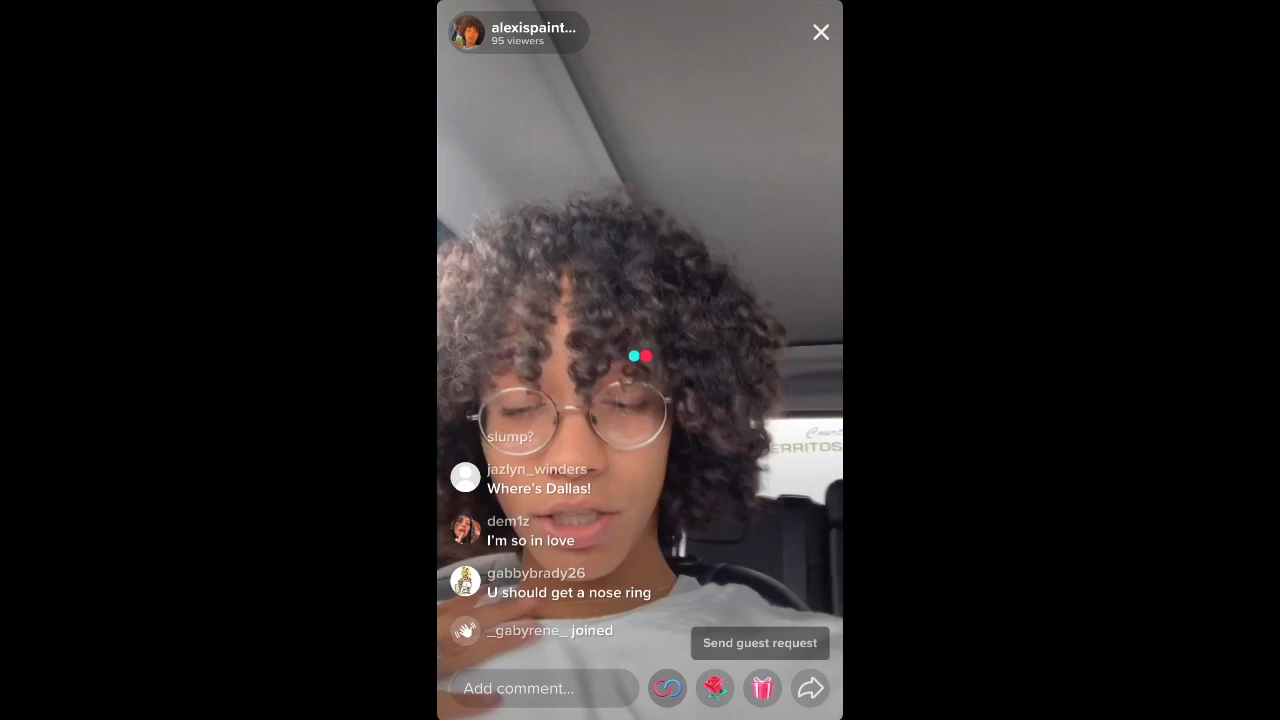 alexispaint...
95 viewers
Court
ERRITOS
slump?
jazlyn_winders
Where's Dallas!
dem1z
I'm so in love
gabbybrady26
U should get a nose ring
_gabyrene_ joined
Send guest request
Add comment...